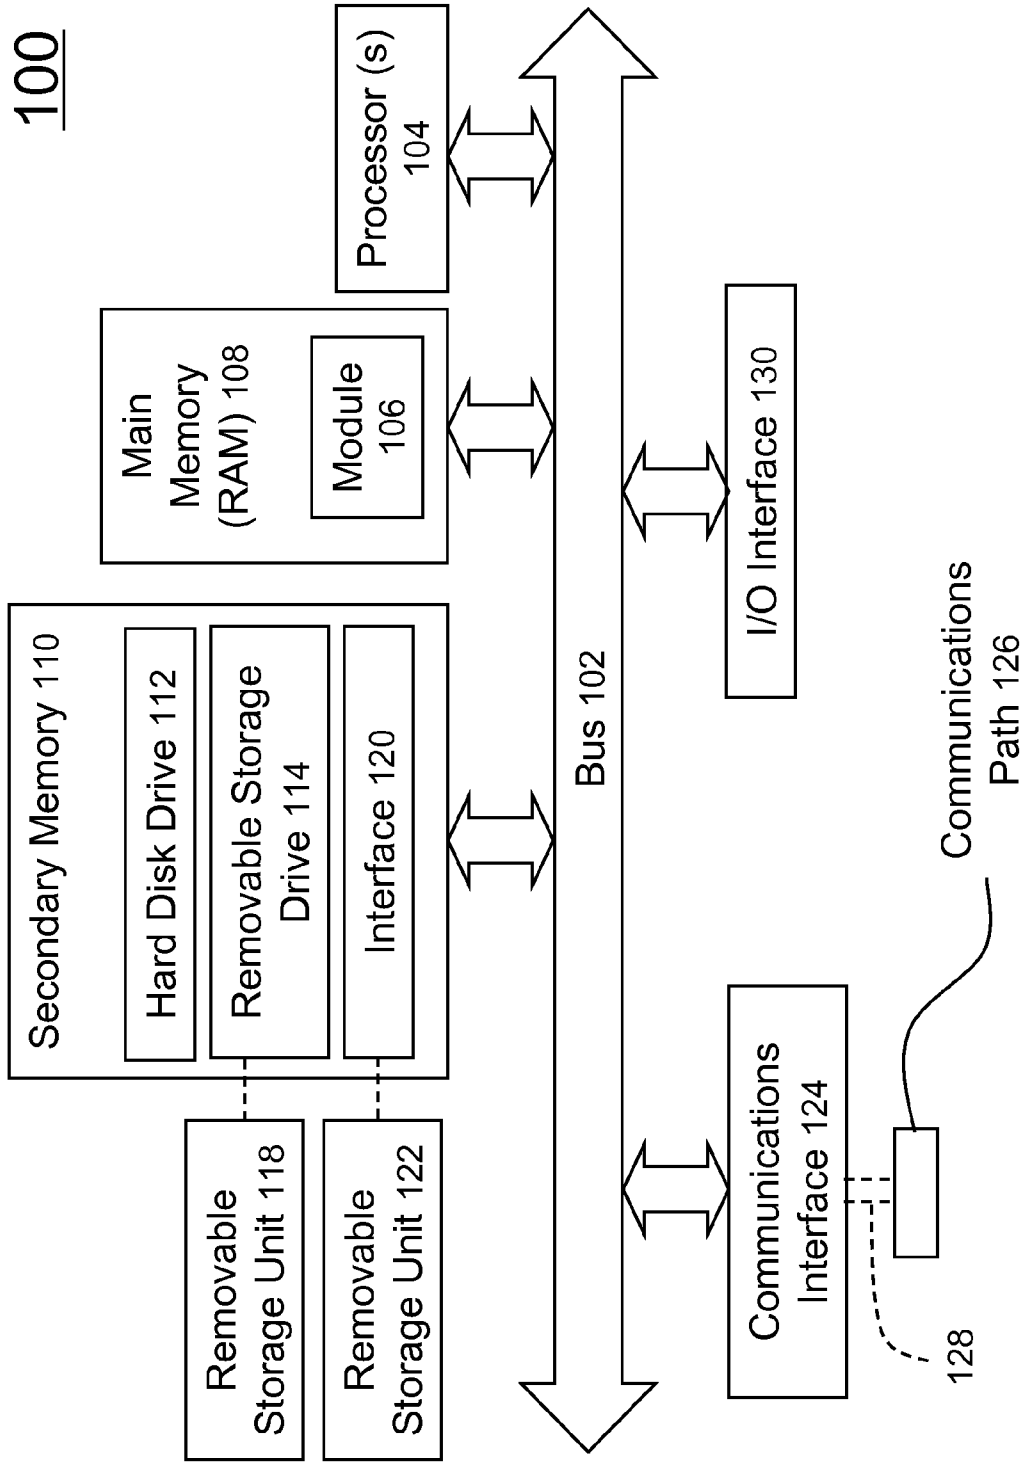 100
Processor (s)
104
Main
Memory
(RAM) 108
Module
106
Secondary Memory 110
Hard Disk Drive 112
Removable Storage
Drive 114
Interface 120
Removable
Storage Unit 118
Removable
Storage Unit 122
Bus 102
I/O Interface 130
Communications
Interface 124
Communications
Path 126
128